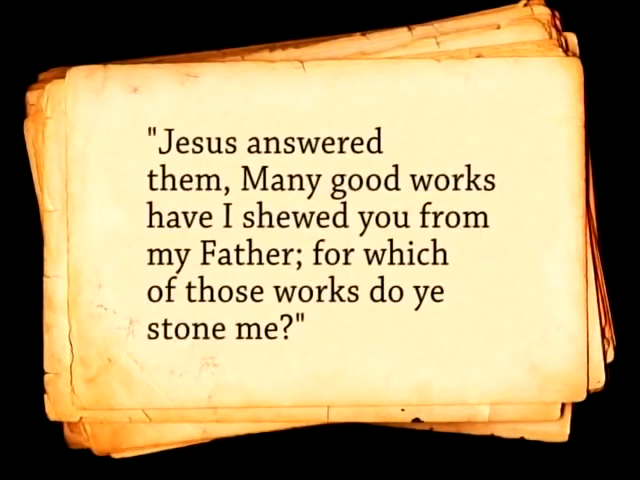 "Jesus answered
them, Many good works
have I shewed you from
my Father; for which
of those works do ye
stone me?"